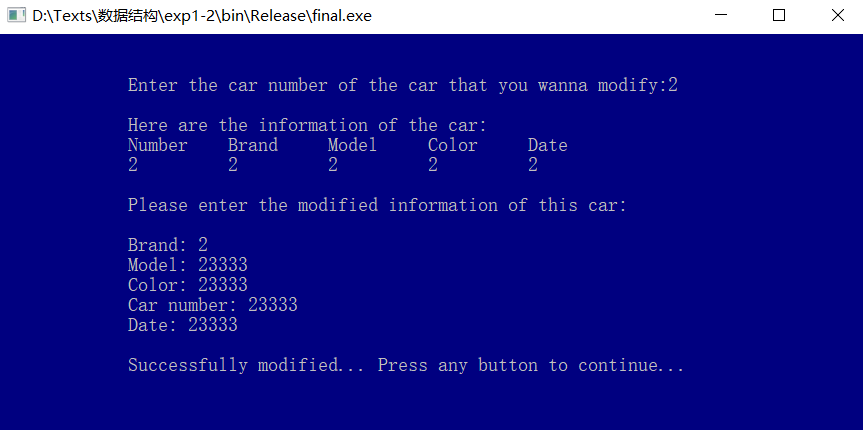 D:\Texts\数据结构\exp1-2\bin\Release\final.exe
Enter the car number of the car that you wanna modify:2
Here are the information of the car:
Number Brand Model Color Date
2 2 2 2 2
Please enter the modified information of this car:
Brand: 2
Model: 23333
Color: 23333
Car number: 23333
Date: 23333
Successfully modified... Press any button to continue...